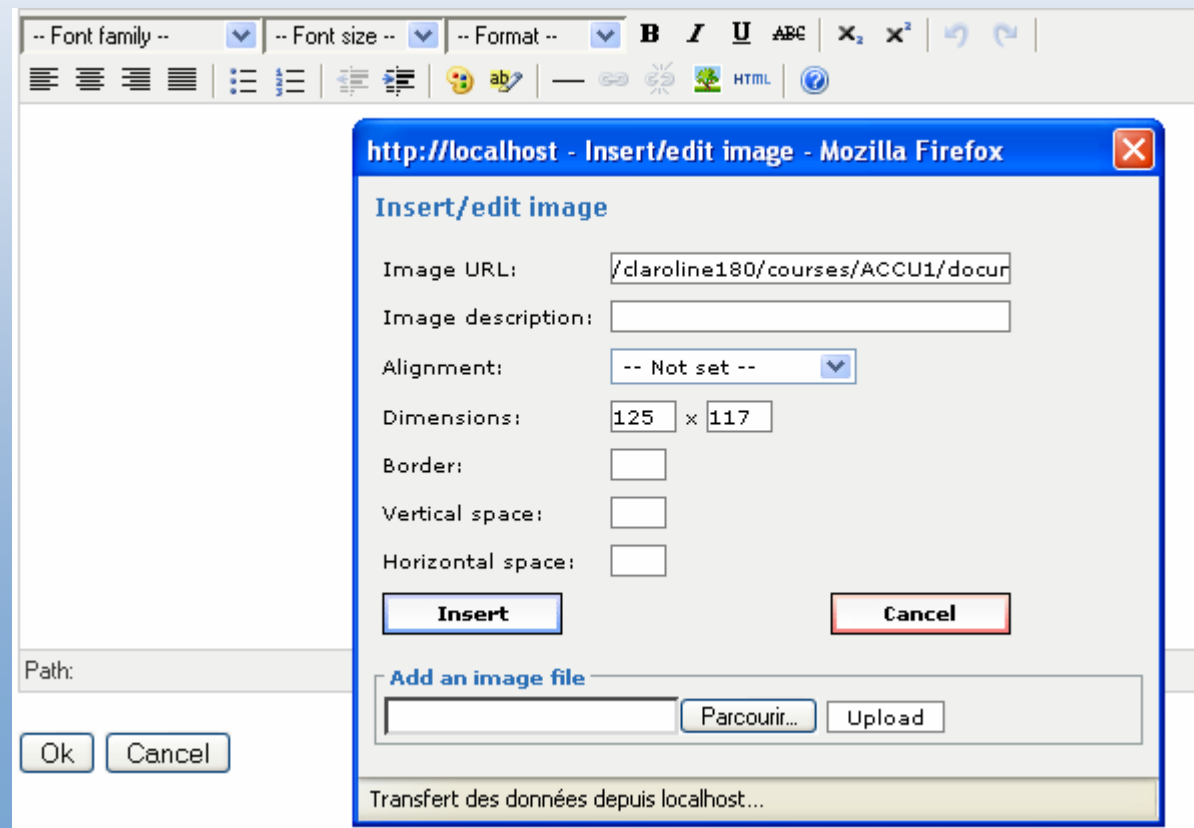 -- Font family -- -- Font size -- -- Format -- B I U ABC x₂ x²
HTML ?
http://localhost - Insert/edit image - Mozilla Firefox
Insert/edit image
Image URL: /claroline180/courses/ACCU1/docum
Image description:
Alignment: -- Not set --
Dimensions: 125 x 117
Border:
Vertical space:
Horizontal space:
Insert Cancel
Path:
Add an image file
Parcourir... Upload
Ok Cancel
Transfert des données depuis localhost...